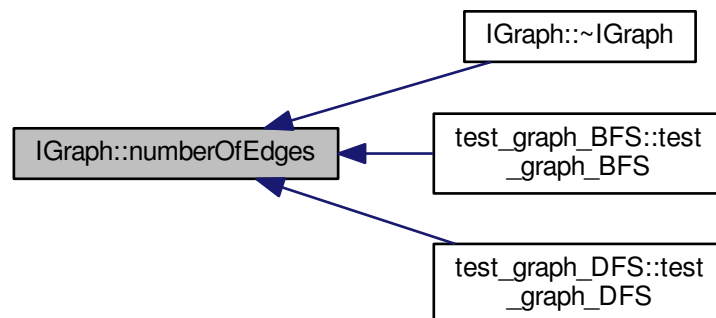 IGraph::~IGraph
IGraph::numberOfEdges
test_graph_BFS::test
_graph_BFS
test_graph_DFS::test
_graph_DFS